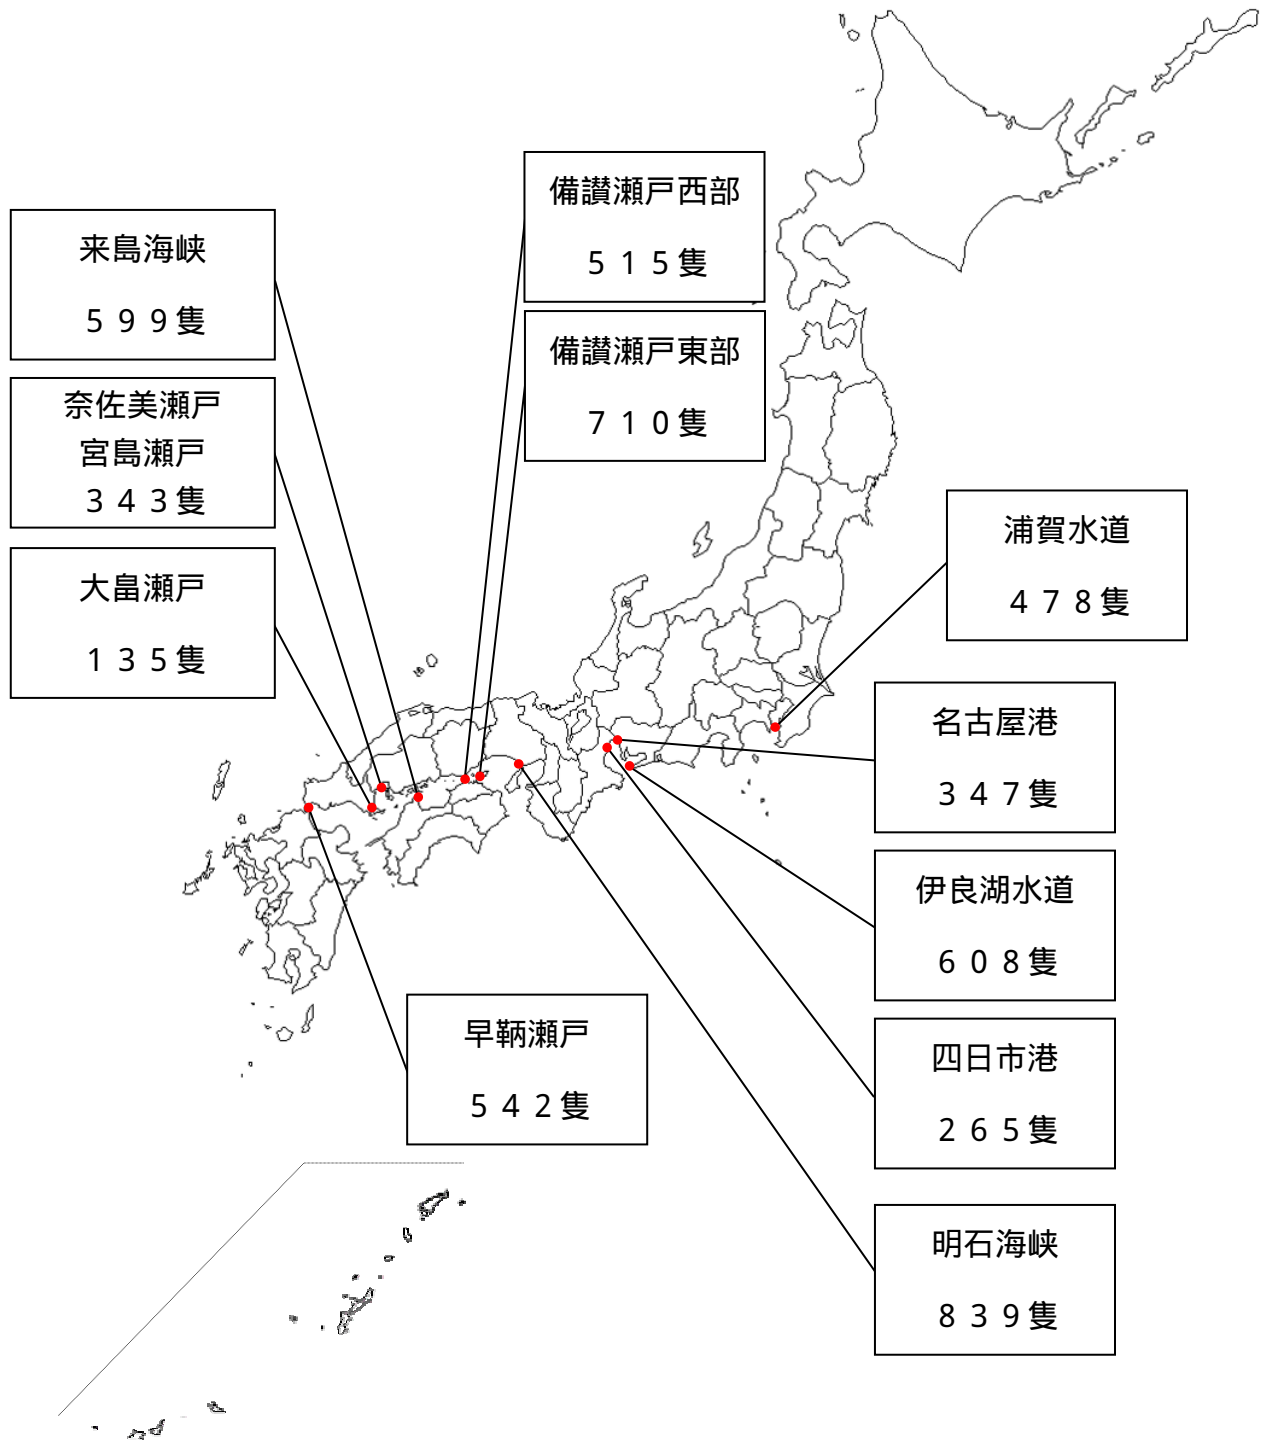 備讃瀬戸西部
５１５隻
来島海峡
５９９隻
備讃瀬戸東部
７１０隻
奈佐美瀬戸
宮島瀬戸
３４３隻
浦賀水道
４７８隻
大畠瀬戸
１３５隻
名古屋港
３４７隻
伊良湖水道
６０８隻
早鞆瀬戸
５４２隻
四日市港
２６５隻
明石海峡
８３９隻